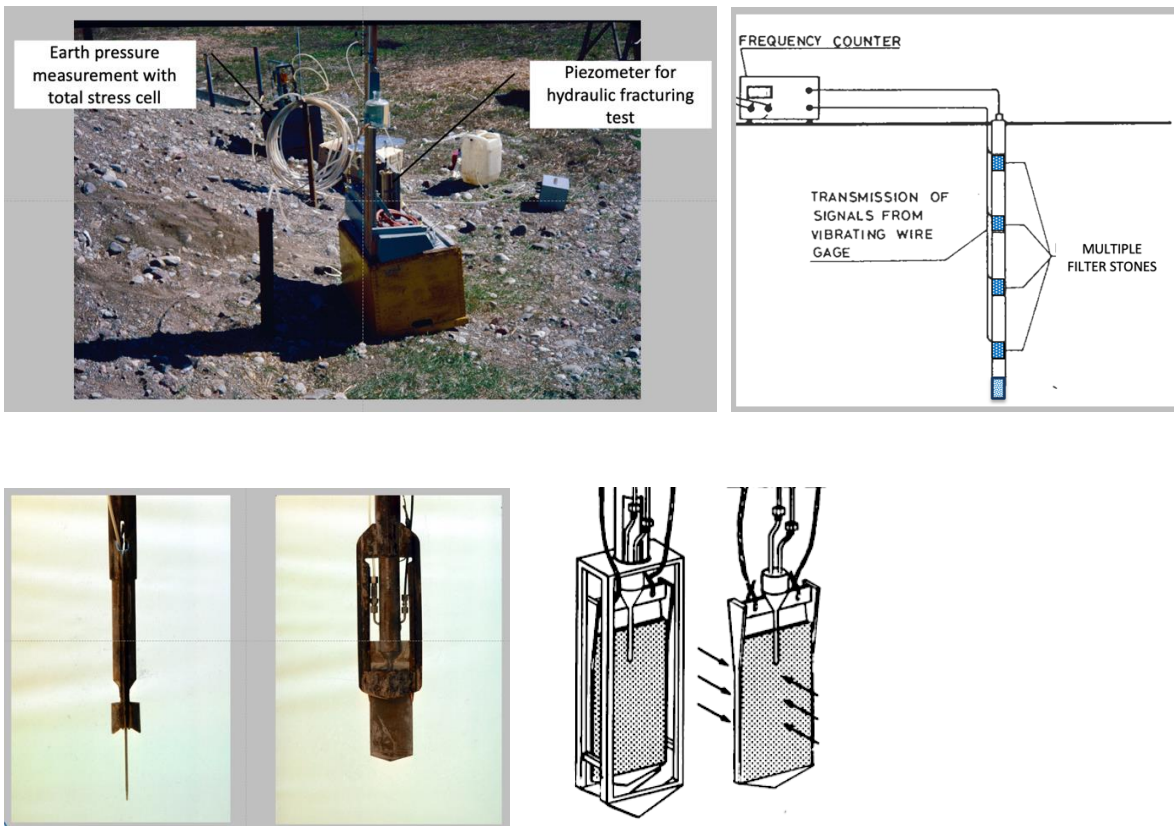 Earth pressure
measurement with
total stress cell
Piezometer for
hydraulic fracturing
test
FREQUENCY COUNTER
TRANSMISSION OF
SIGNALS FROM
VIBRATING WIRE
GAGE
MULTIPLE
FILTER STONES